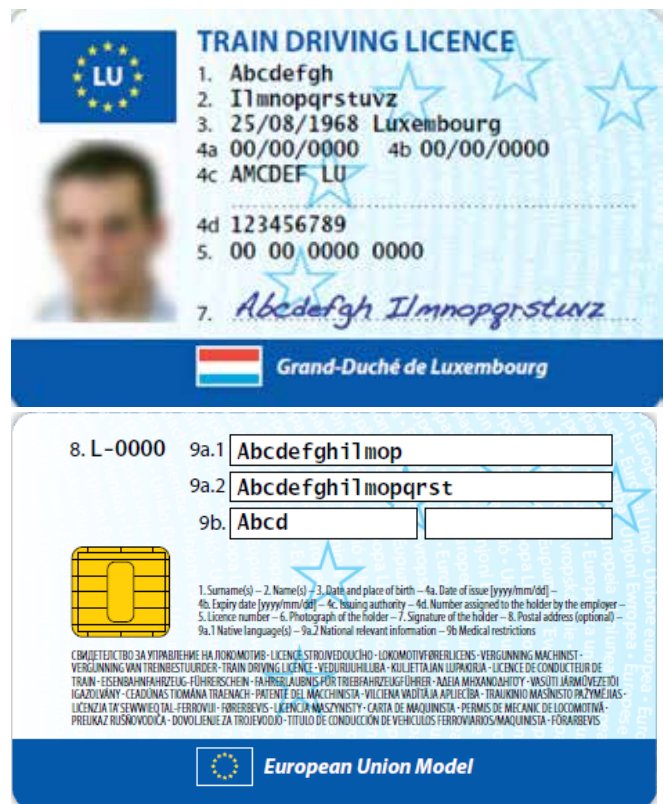 LU
TRAIN DRIVING LICENCE
1. Abcdefgh
2. Ilmnopqrstuvz
3. 25/08/1968 Luxembourg
4a 00/00/0000 4b 00/00/0000
4c AMCDEF LU
4d 123456789
5. 00 00 0000 0000
7. Abcdefgh Ilmnopqrstuvz
Grand-Duché de Luxembourg
8. L-0000 9a.1 Abcdefghilmop
9a.2 Abcdefghilmopqrst
9b. Abcd
1. Surname(s) – 2. Name(s) – 3. Date and place of birth – 4a. Date of issue [yyyy/mm/dd] –
4b. Expiry date [yyyy/mm/dd] – 4c. Issuing authority – 4d. Number assigned to the holder by the employer –
5. Licence number – 6. Photograph of the holder – 7. Signature of the holder – 8. Postal address (optional) –
9a.1 Native language(s) – 9a.2 National relevant information – 9b Medical restrictions
СВИДЕТЕЛСТВО ЗА УПРАВЛЕНИЕ НА ЛОКОМОТИВ · LICENCE STROJVEDOUCÍHO · LOKOMOTIVFØRERLICENS · VERGUNNING MACHINIST ·
VERGUNNING VAN TREINBESTUURDER · TRAIN DRIVING LICENCE · VEDURIJUHILUBA · KULJETTAJAN LUPAKIRJA · LICENCE DE CONDUCTEUR DE
TRAIN · EISENBAHNFAHRZEUG-FÜHRERSCHEIN · FAHRERLAUBNIS FÜR TRIEBFAHRZEUGFÜHRER · ΑΔΕΙΑ ΜΗΧΑΝΟΔΗΓΟΥ · VASÚTI JÁRMŰVEZETŐI
IGAZOLVÁNY · CEADÚNAS TIOMÁNA TRAENACH · PATENTE DEL MACCHINISTA · VILCIENA VADĪTĀJA APLIECĪBA · TRAUKINIO MAŠINISTO PAŽYMĖJIAS ·
LIĊENZJA TA' SEWWIEQ TAL-FERROVIJI · FØRERBEVIS · LICENCJA MASZYNISTY · CARTA DE MAQUINISTA · PERMIS DE MECANIC DE LOCOMOTIVĂ ·
PREUKAZ RUŠŇOVODIČA · DOVOLJENJE ZA TROJEVODJO · TITULO DE CONDUCCIÓN DE VEHICULOS FERROVIARIOS/MAQUINISTA · FÖRARBEVIS
European Union Model